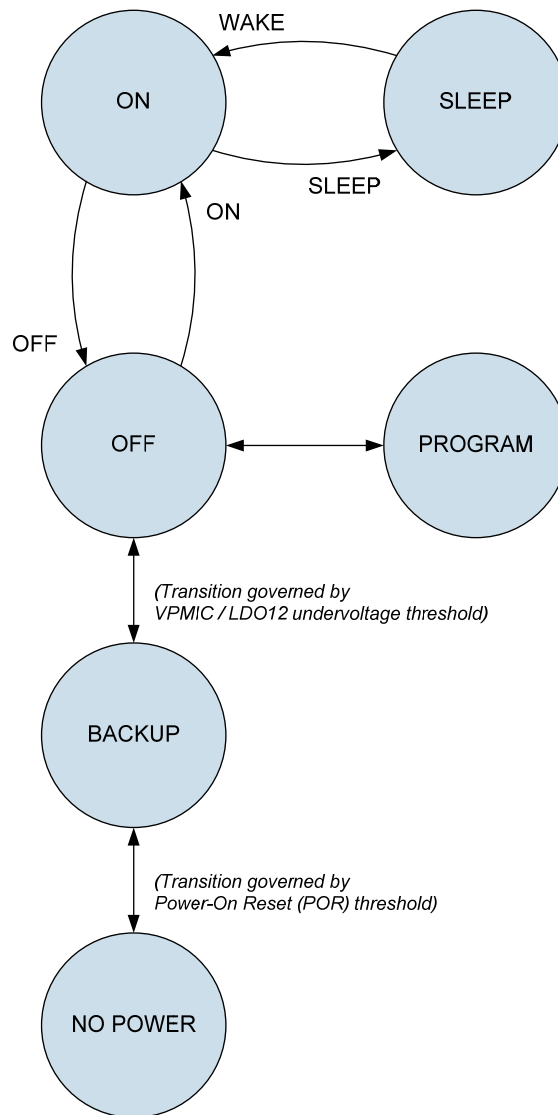 WAKE
ON
SLEEP
SLEEP
ON
OFF
OFF
PROGRAM
(Transition governed by
VPMIC / LDO12 undervoltage threshold)
BACKUP
(Transition governed by
Power-On Reset (POR) threshold)
NO POWER